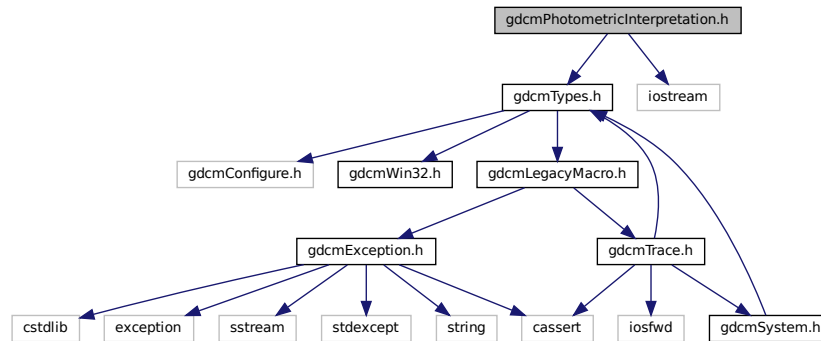 gdcmPhotometricInterpretation.h
gdcmTypes.h
iostream
gdcmConfigure.h
gdcmWin32.h
gdcmLegacyMacro.h
gdcmException.h
gdcmTrace.h
cstdlib
exception
sstream
stdexcept
string
cassert
iosfwd
gdcmSystem.h